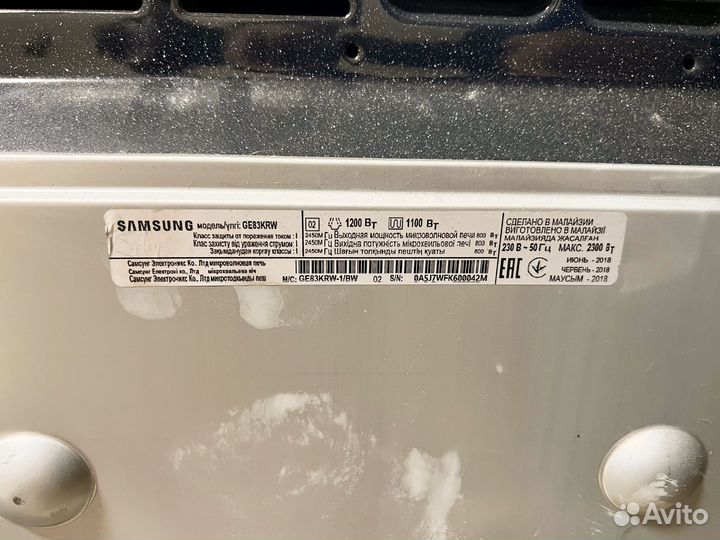 SAMSUNG модель/үлгі: GE83KRW
Класс защиты от поражения током : I
Клас захисту від ураження струмом: I
Зақымданудан қорғау классы : I
Самсунг Электроникс Ко., Лтд микроволновая печь
Самсунг Електронікс Ко., Лтд мікрохвильова піч
Самсунг Электроникс Ко., Лтд микротолқынды пеш
02 1200 Вт 1100 Вт
2450МГц Выходная мощность микроволновой печи 800 Вт
2450МГц Вихідна потужність мікрохвильової печі 800 Вт
2450МГц Шағын толқынды пештің қуаты 800 Вт
M/C: GE83KRW-1/BW 02 S/N: 0A5J7WFK600042M
СДЕЛАНО В МАЛАЙЗИИ
ВИГОТОВЛЕНО В МАЛАЙЗІЇ
МАЛАЙЗИЯДА ЖАСАЛҒАН
230 В ~ 50 Гц МАКС. 2300 Вт
EAC
ИЮНЬ - 2018
ЧЕРВЕНЬ - 2018
МАУСЫМ - 2018
Avito